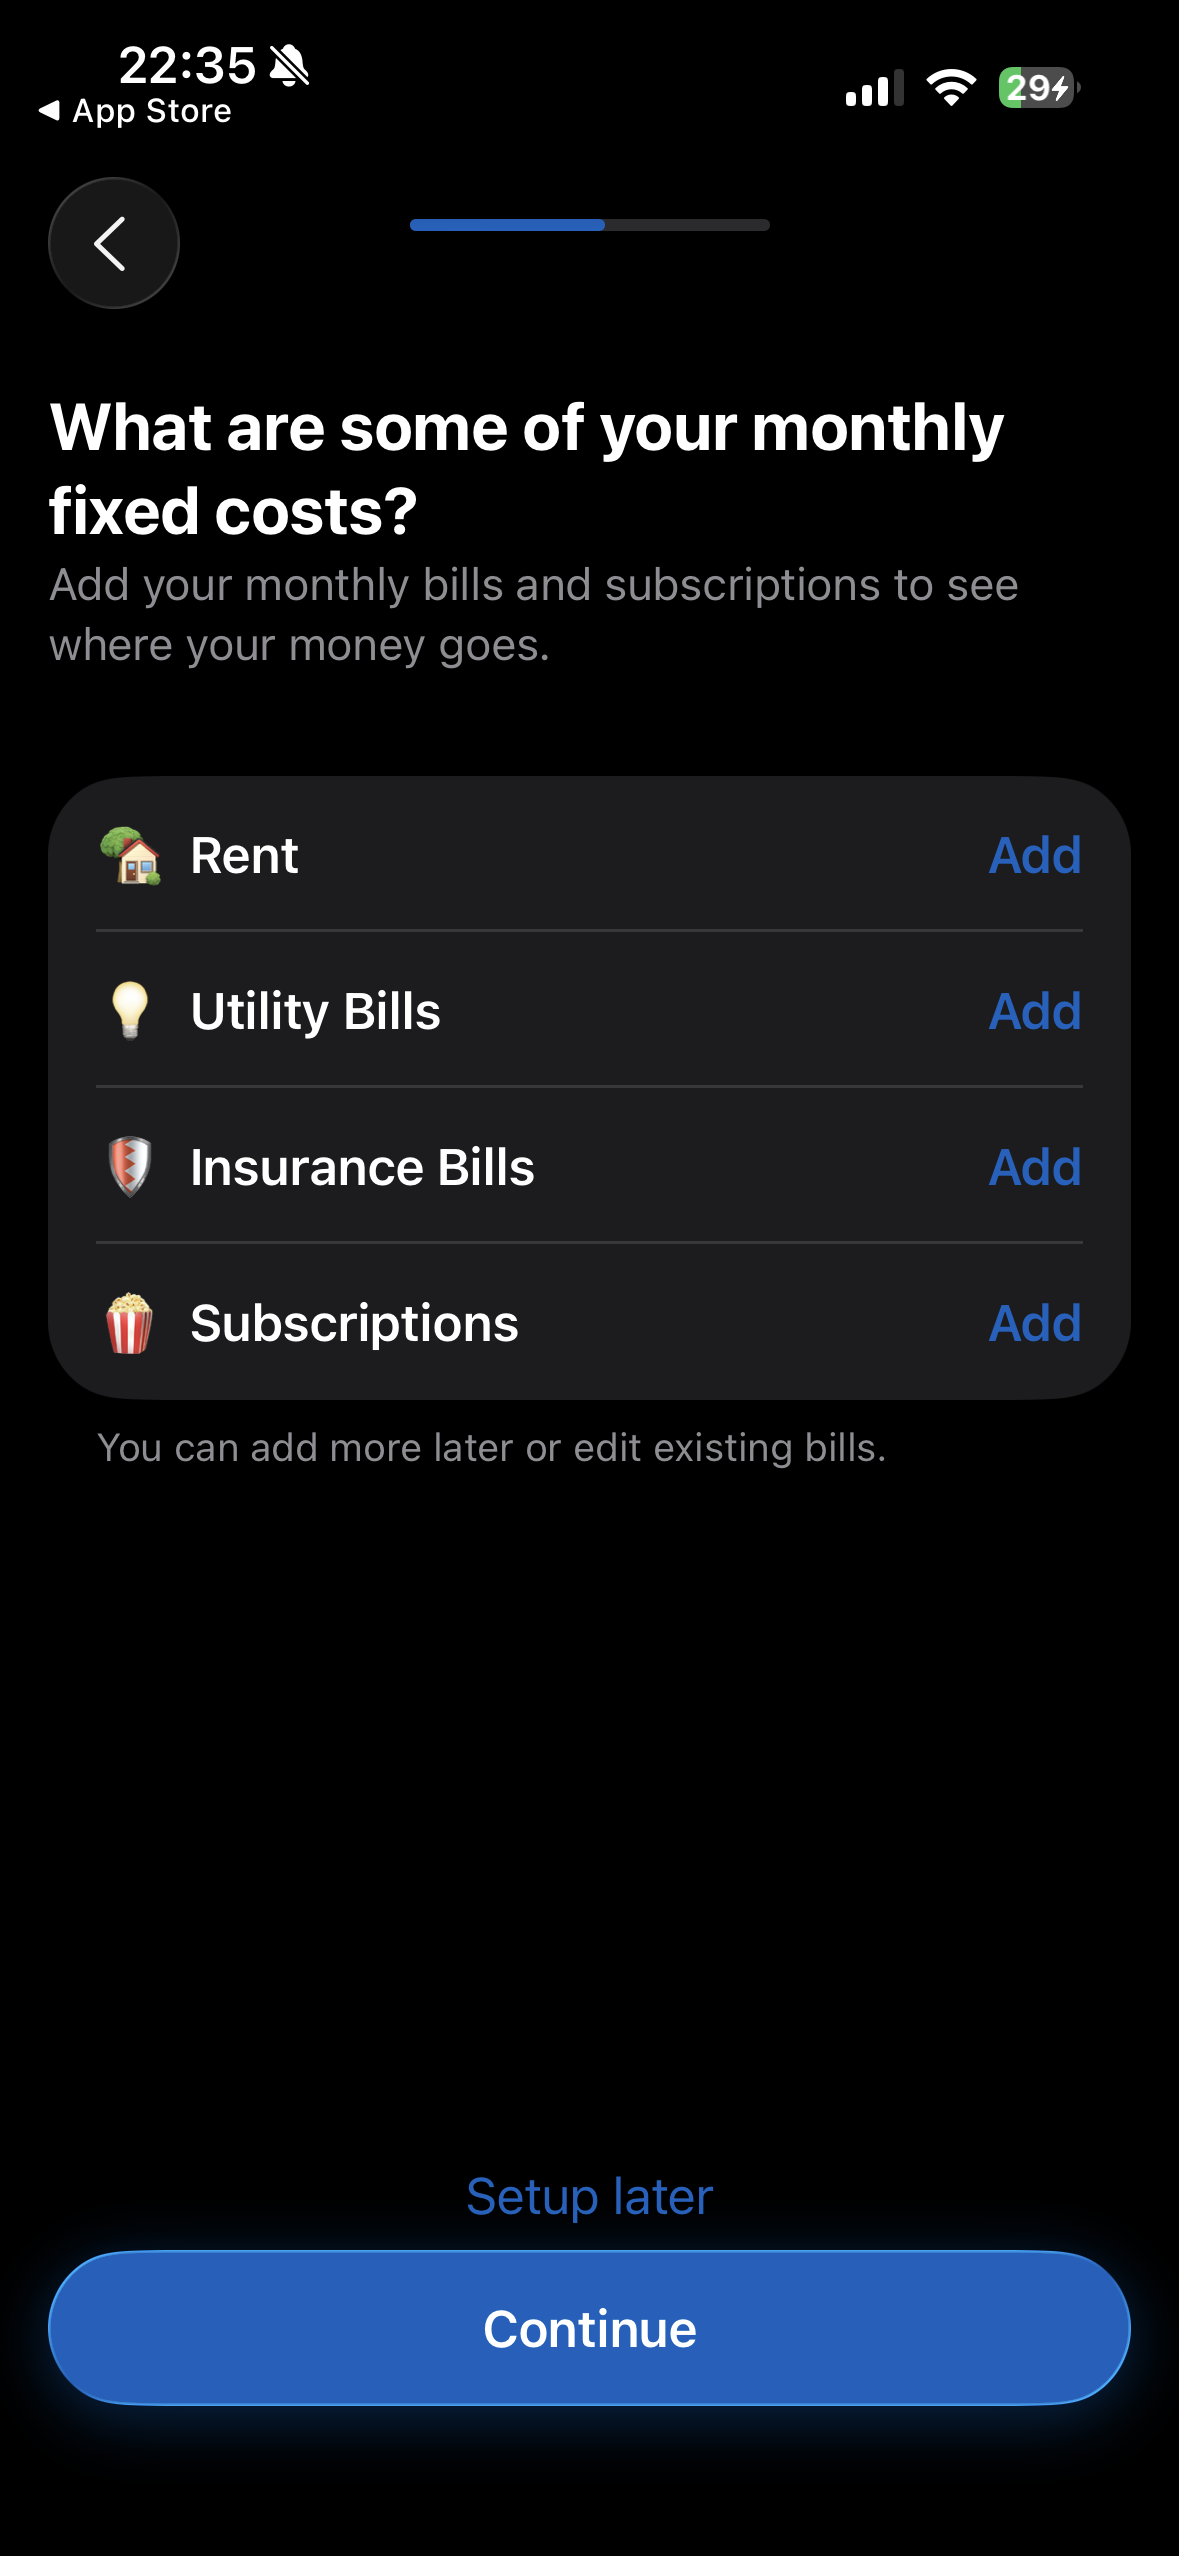 22:35
App Store
29
What are some of your monthly
fixed costs?
Add your monthly bills and subscriptions to see
where your money goes.
Rent Add
Utility Bills Add
Insurance Bills Add
Subscriptions Add
You can add more later or edit existing bills.
Setup later
Continue